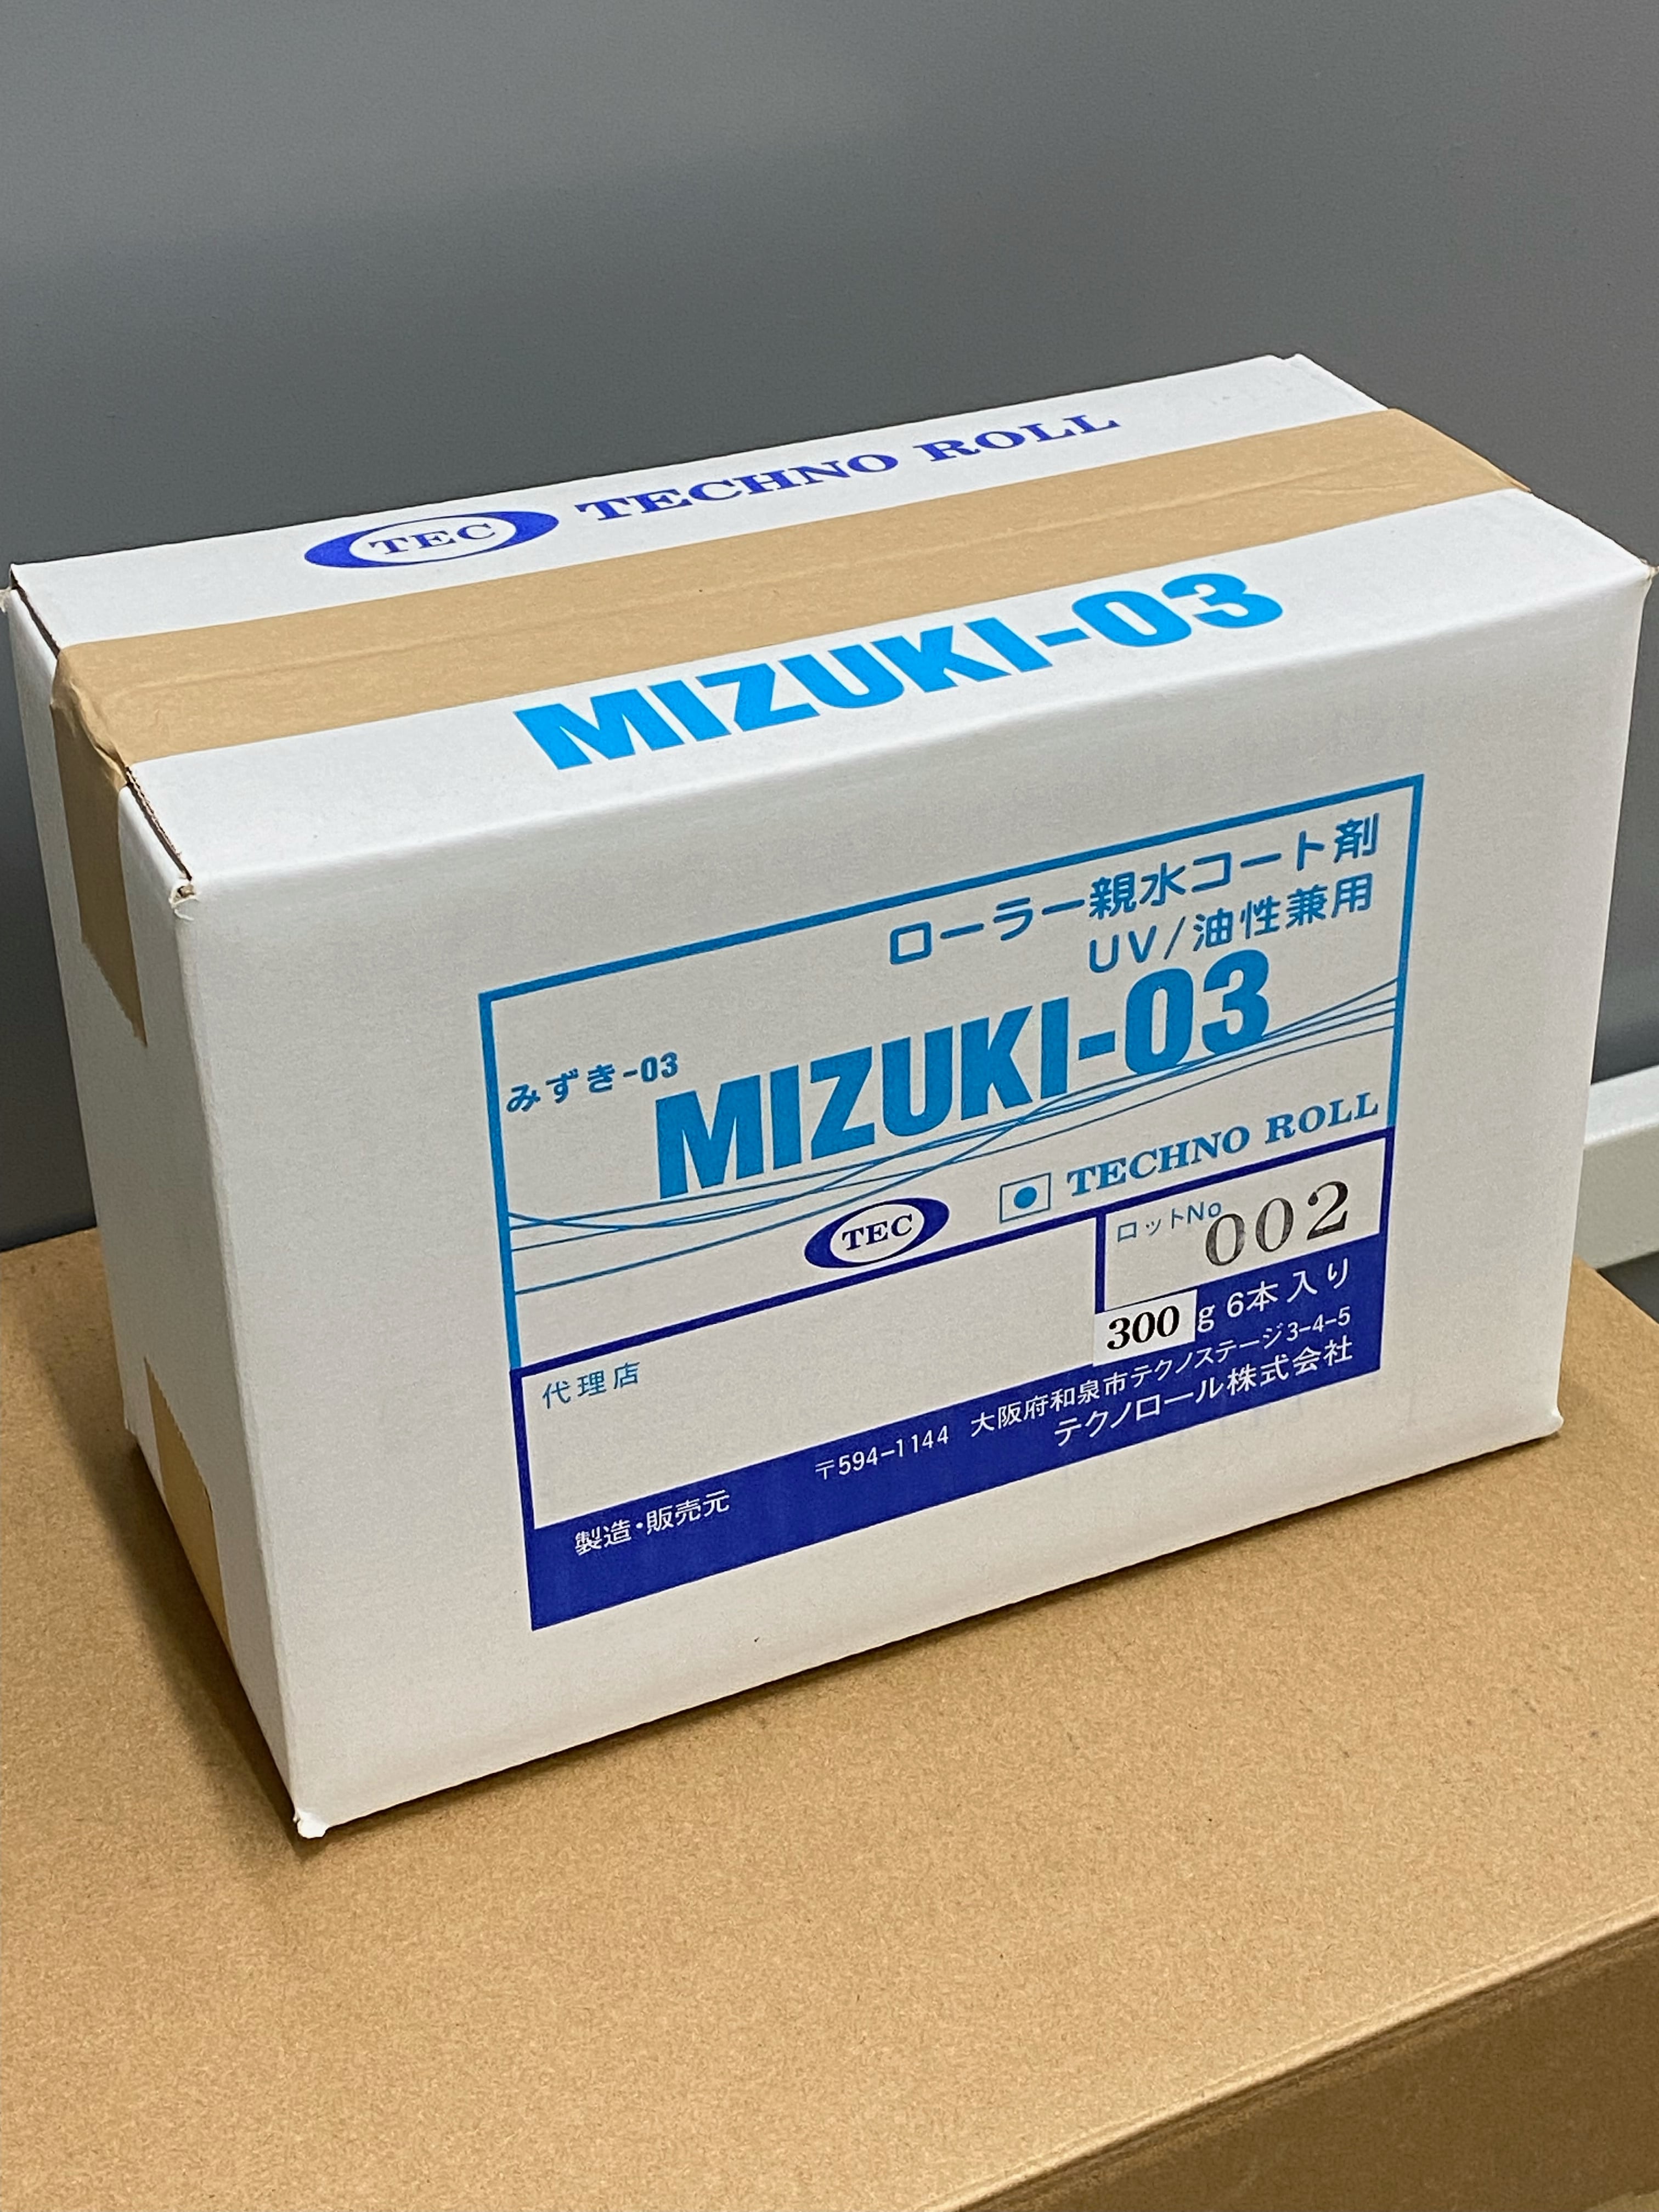 TEC TECHNO ROLL
MIZUKI-03
ローラー親水コート剤
UV/油性兼用
みずき-03
MIZUKI-03
TEC TECHNO ROLL
ロットNo
002
300g 6本入り
代理店
〒594-1144 大阪府和泉市テクノステージ3-4-5
テクノロール株式会社
製造・販売元